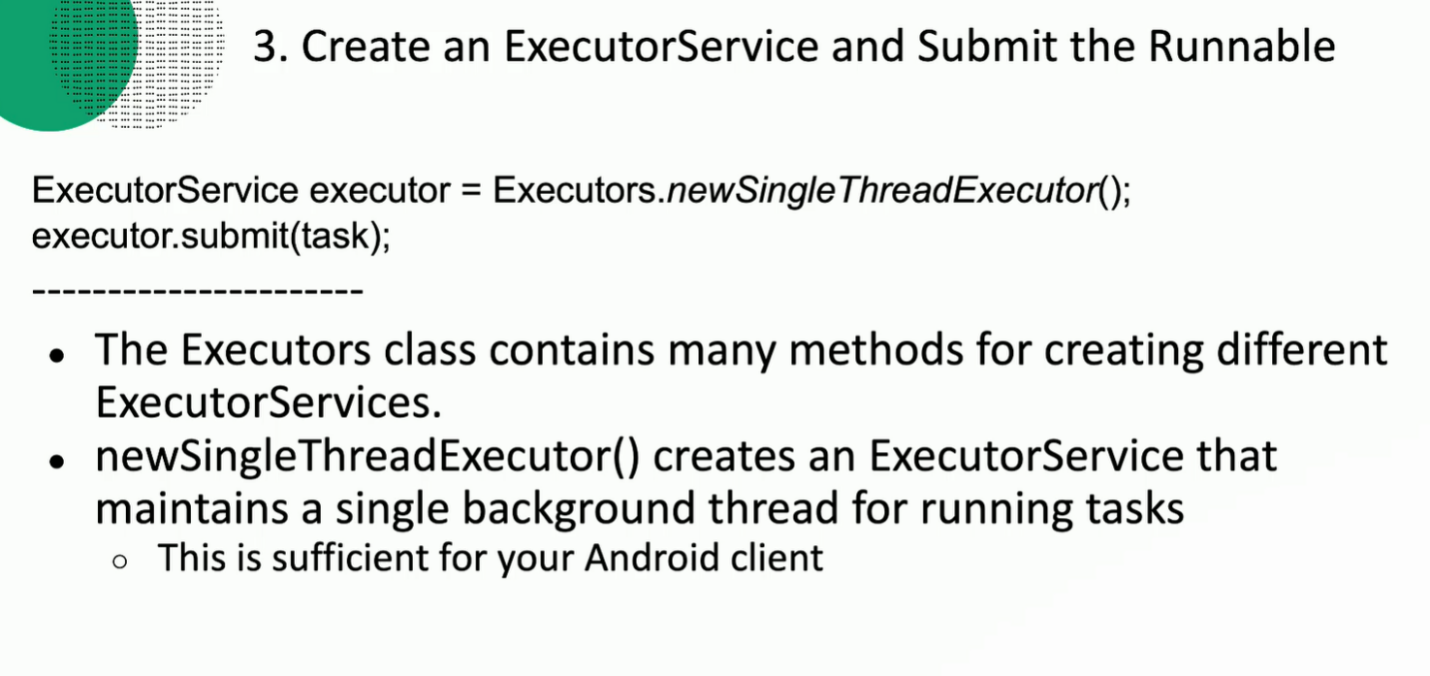 3. Create an ExecutorService and Submit the Runnable
ExecutorService executor = Executors.newSingleThreadExecutor();
executor.submit(task);
----------------------
• The Executors class contains many methods for creating different
ExecutorServices.
• newSingleThreadExecutor() creates an ExecutorService that
maintains a single background thread for running tasks
○ This is sufficient for your Android client